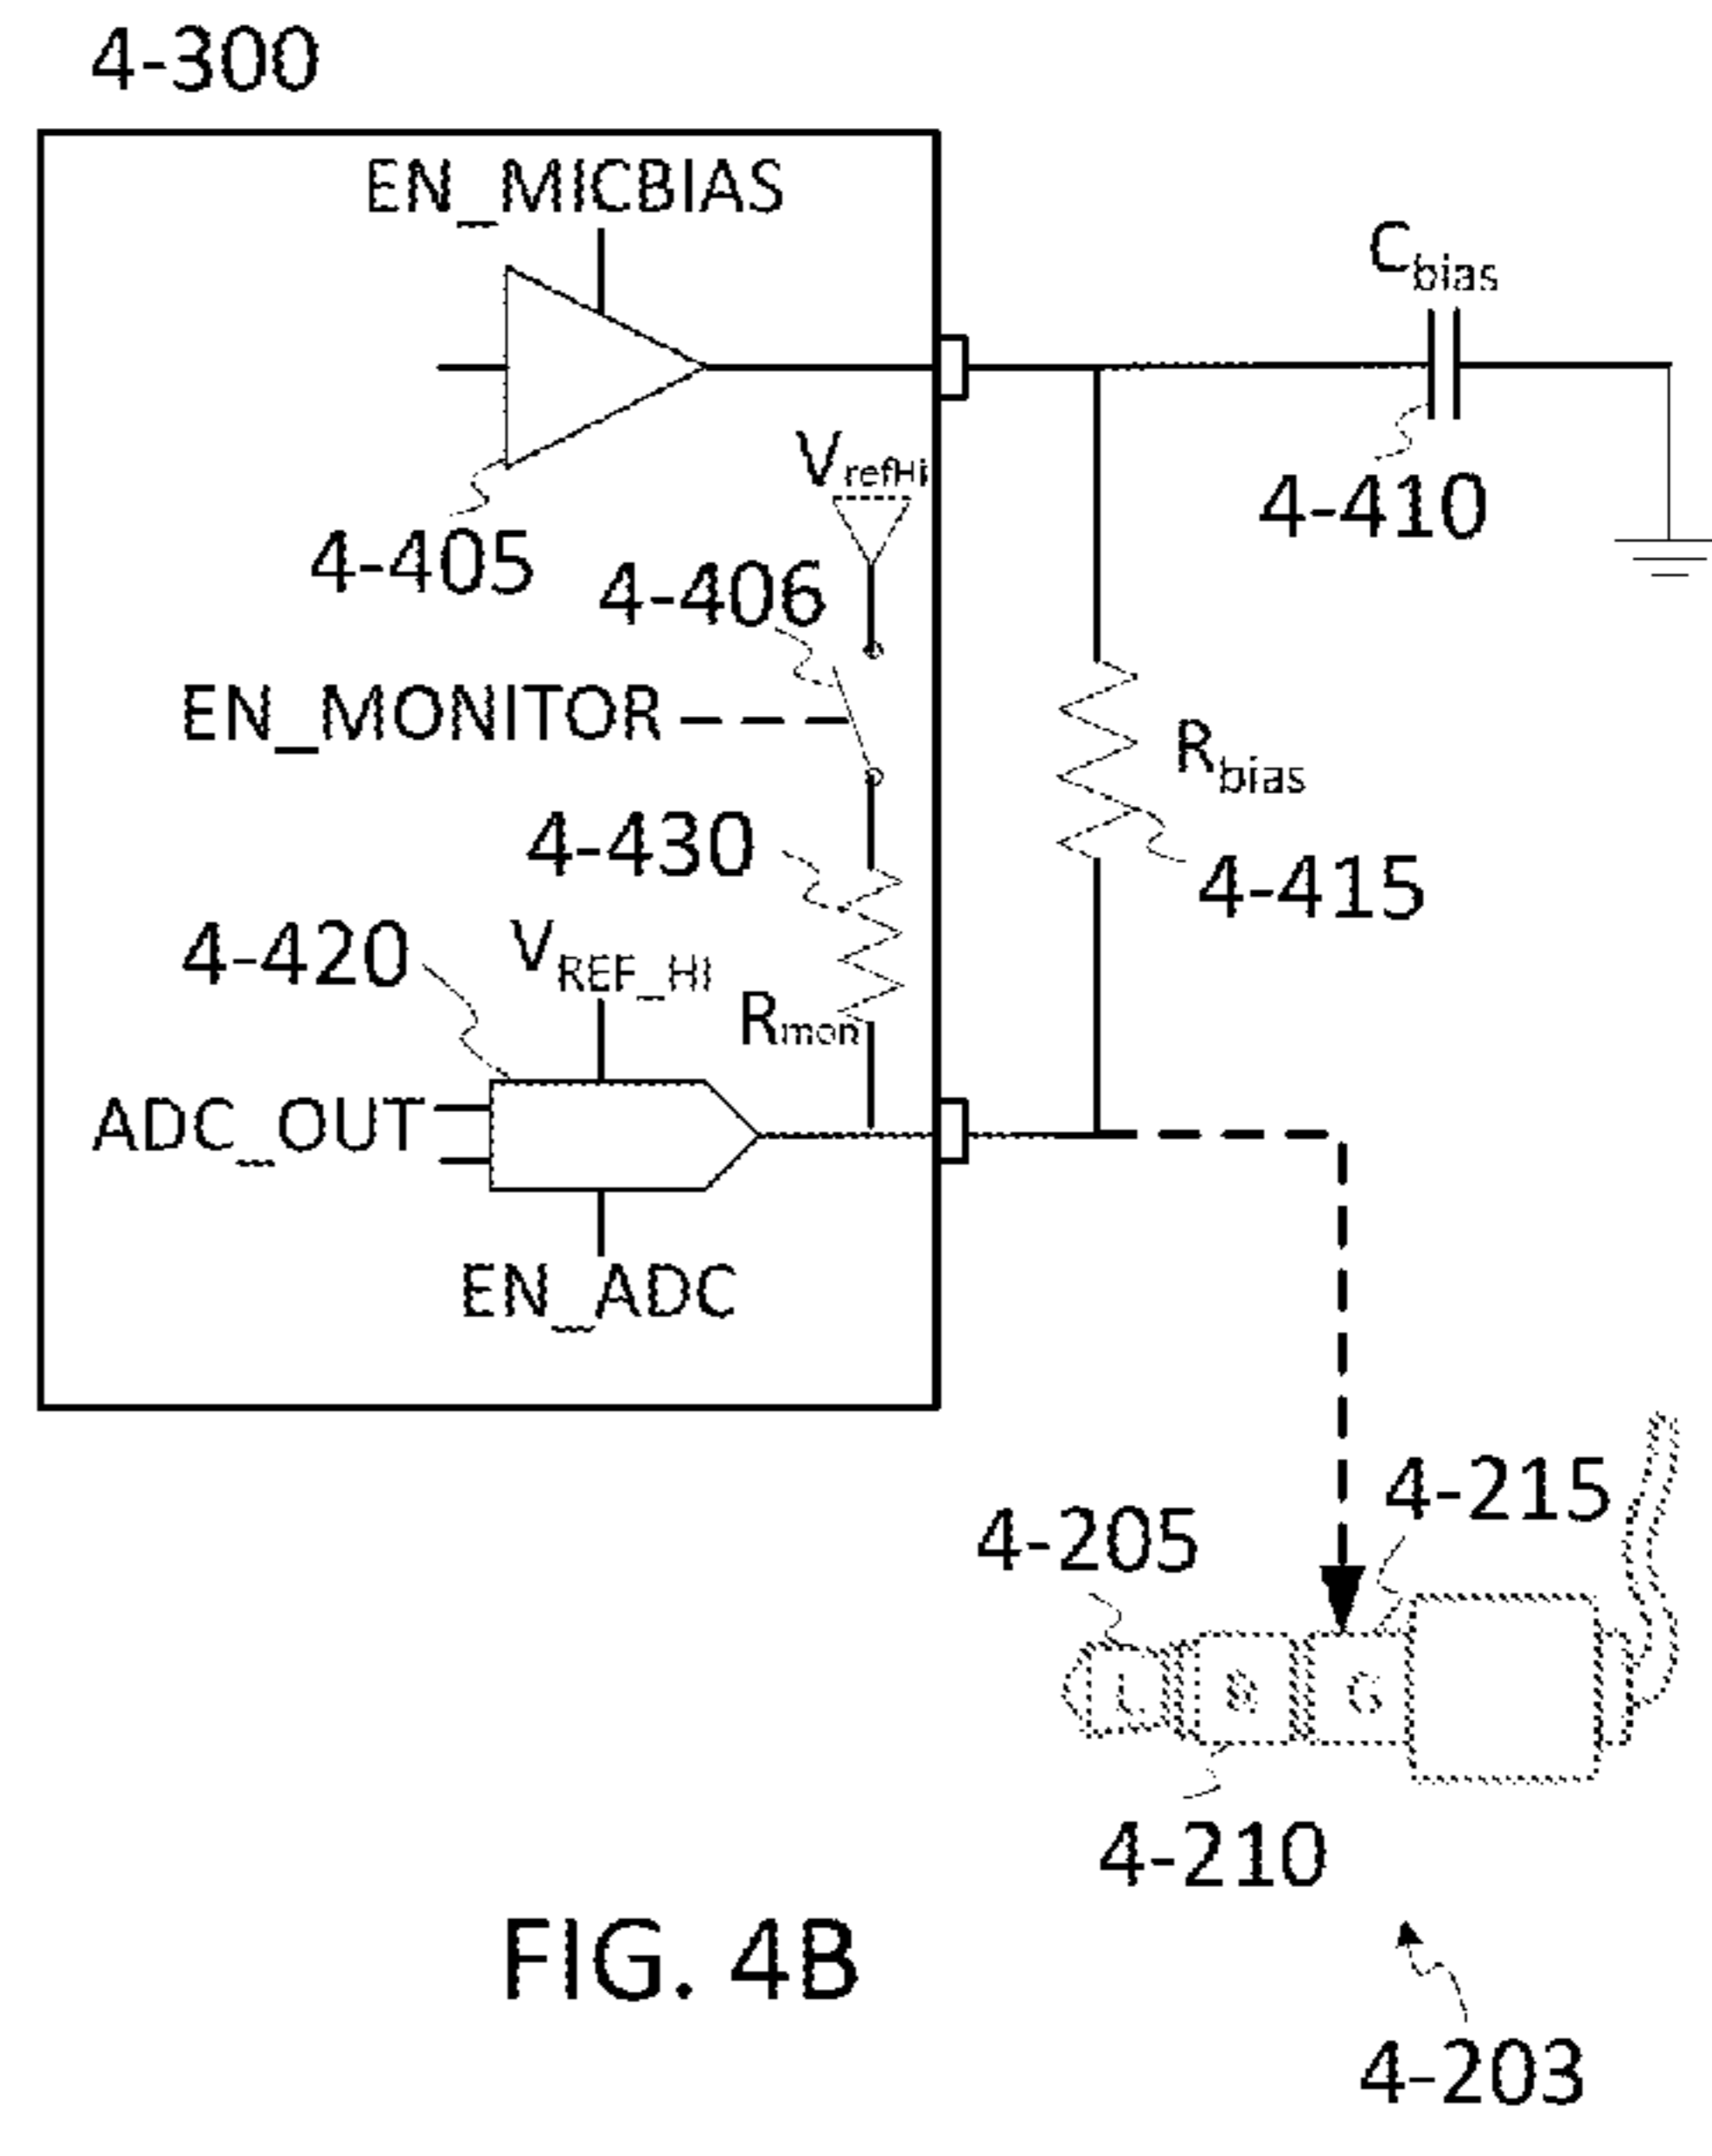 4-300
EN_MICBIAS
Cbias
VrefHi
4-410
4-405
4-406
EN_MONITOR
Rbias
4-430
4-415
4-420
VREF_HI
Rmon
ADC_OUT
EN_ADC
4-215
4-205
L
G
4-210
FIG. 4B
4-203